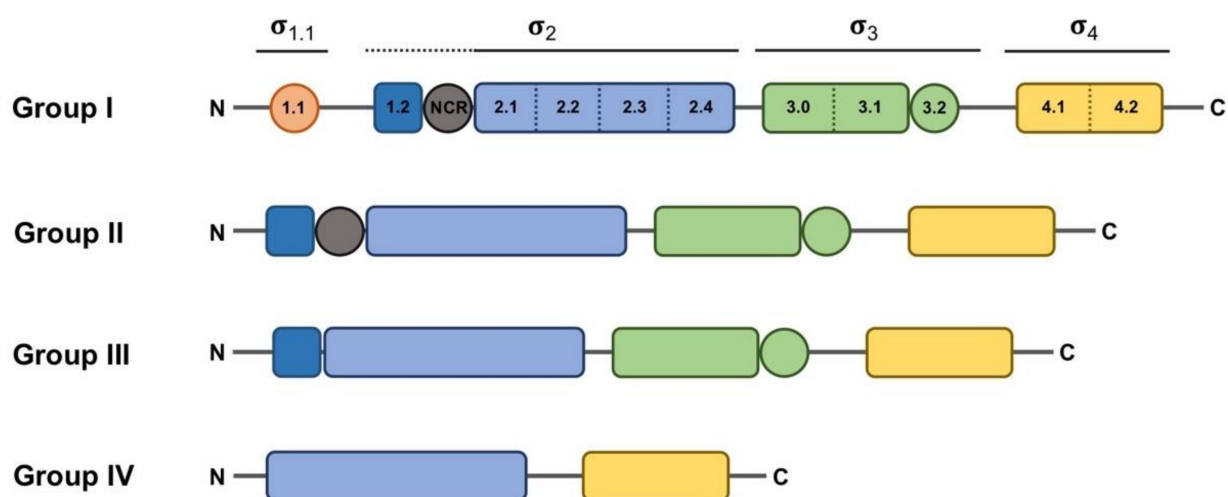 σ1.1 σ2 σ3 σ4
Group I N 1.1 1.2 NCR 2.1 2.2 2.3 2.4 3.0 3.1 3.2 4.1 4.2 C
Group II N C
Group III N C
Group IV N C